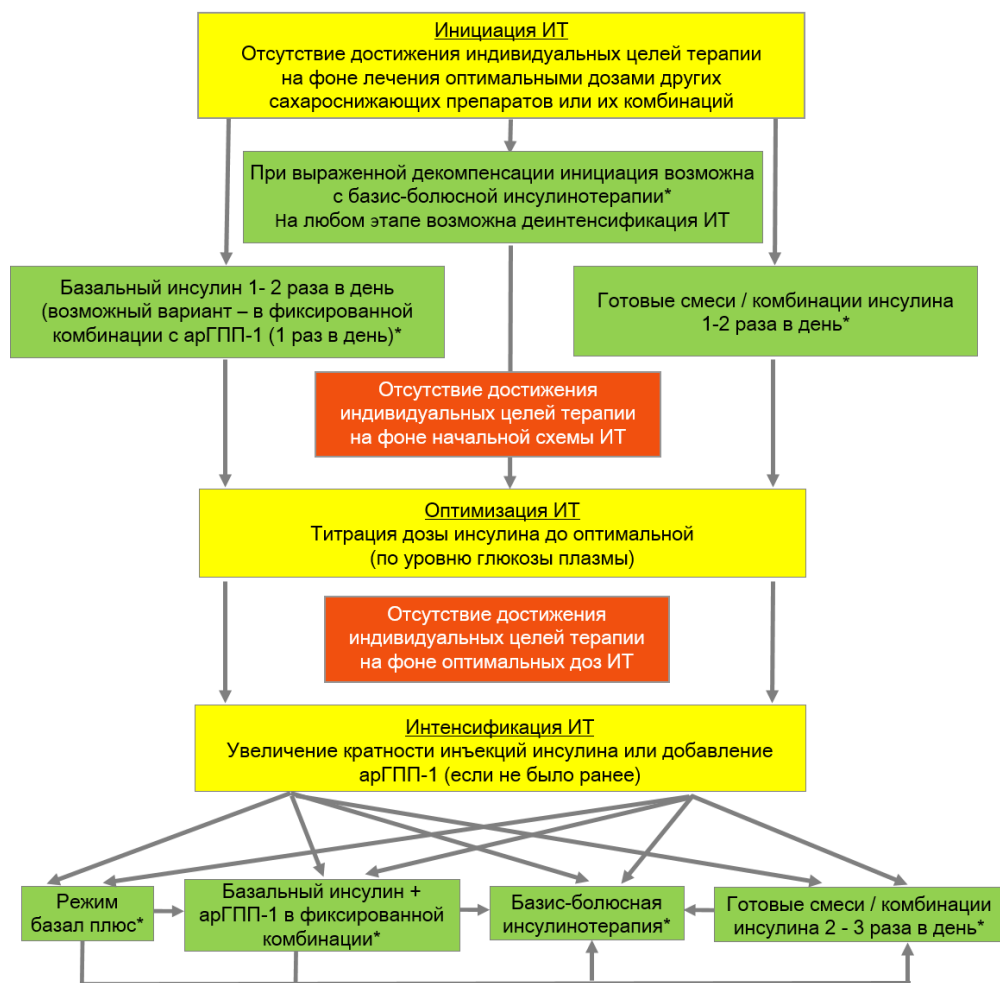 Инициация ИТ
Отсутствие достижения индивидуальных целей терапии
на фоне лечения оптимальными дозами других
сахароснижающих препаратов или их комбинаций
При выраженной декомпенсации инициация возможна
с базис-болюсной инсулинотерапии*
На любом этапе возможна деинтенсификация ИТ
Базальный инсулин 1- 2 раза в день
(возможный вариант – в фиксированной
комбинации с арГПП-1 (1 раз в день)*
Готовые смеси / комбинации инсулина
1-2 раза в день*
Отсутствие достижения
индивидуальных целей терапии
на фоне начальной схемы ИТ
Оптимизация ИТ
Титрация дозы инсулина до оптимальной
(по уровню глюкозы плазмы)
Отсутствие достижения
индивидуальных целей терапии
на фоне оптимальных доз ИТ
Интенсификация ИТ
Увеличение кратности инъекций инсулина или добавление
арГПП-1 (если не было ранее)
Режим
базал плюс*
Базальный инсулин +
арГПП-1 в фиксированной
комбинации*
Базис-болюсная
инсулинотерапия*
Готовые смеси / комбинации
инсулина 2 - 3 раза в день*